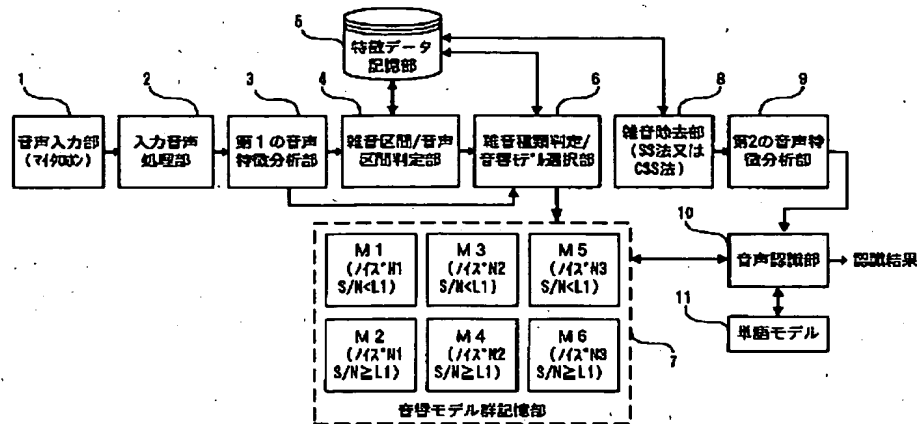 5
特徴データ
記憶部
1
2
3
4
6
8
9
音声入力部
(マイクロホン)
入力音声
処理部
第1の音声
特徴分析部
雑音区間/音声
区間判定部
雑音種類判定/
音響モデル選択部
雑音除去部
(SS法又は
CSS法)
第2の音声特
徴分析部
M1
(ノイズN1
S/N<L1)
M3
(ノイズN2
S/N<L1)
M5
(ノイズN3
S/N<L1)
M2
(ノイズN1
S/N≧L1)
M4
(ノイズN2
S/N≧L1)
M6
(ノイズN3
S/N≧L1)
音響モデル群記憶部
7
10
音声認識部
認識結果
11
単語モデル